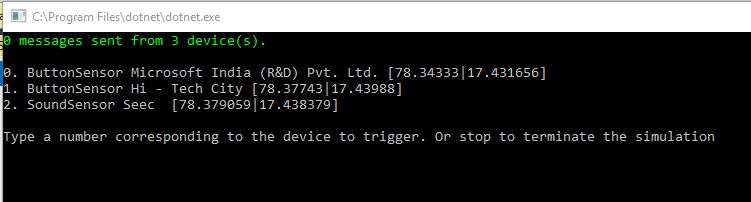 C:\Program Files\dotnet\dotnet.exe
0 messages sent from 3 device(s).
0. ButtonSensor Microsoft India (R&D) Pvt. Ltd. [78.34333|17.431656]
1. ButtonSensor Hi - Tech City [78.37743|17.43988]
2. SoundSensor Seec  [78.379059|17.438379]
Type a number corresponding to the device to trigger. Or stop to terminate the simulation